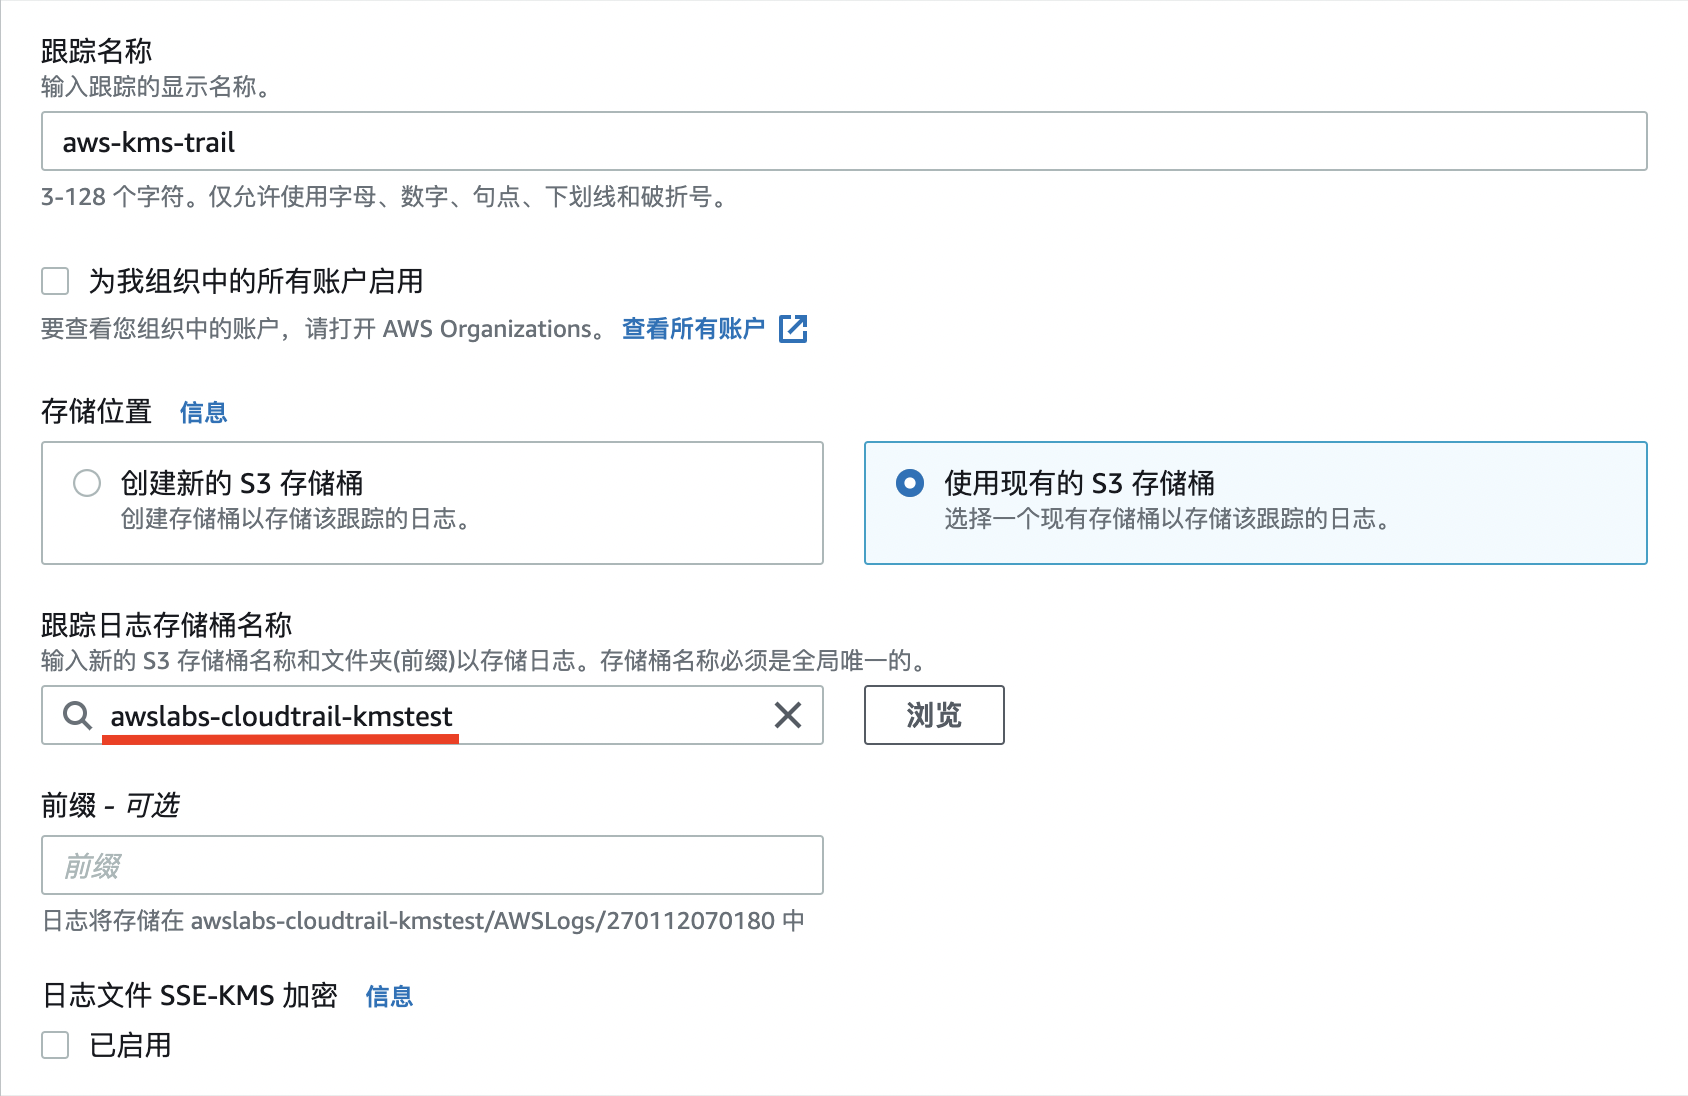 跟踪名称
输入跟踪的显示名称。
aws-kms-trail
3-128 个字符。仅允许使用字母、数字、句点、下划线和破折号。
为我组织中的所有账户启用
要查看您组织中的账户，请打开 AWS Organizations。 查看所有账户
存储位置 信息
创建新的 S3 存储桶
创建存储桶以存储该跟踪的日志。
使用现有的 S3 存储桶
选择一个现有存储桶以存储该跟踪的日志。
跟踪日志存储桶名称
输入新的 S3 存储桶名称和文件夹(前缀)以存储日志。存储桶名称必须是全局唯一的。
awslabs-cloudtrail-kmstest
浏览
前缀 - 可选
前缀
日志将存储在 awslabs-cloudtrail-kmstest/AWSLogs/270112070180 中
日志文件 SSE-KMS 加密 信息
已启用